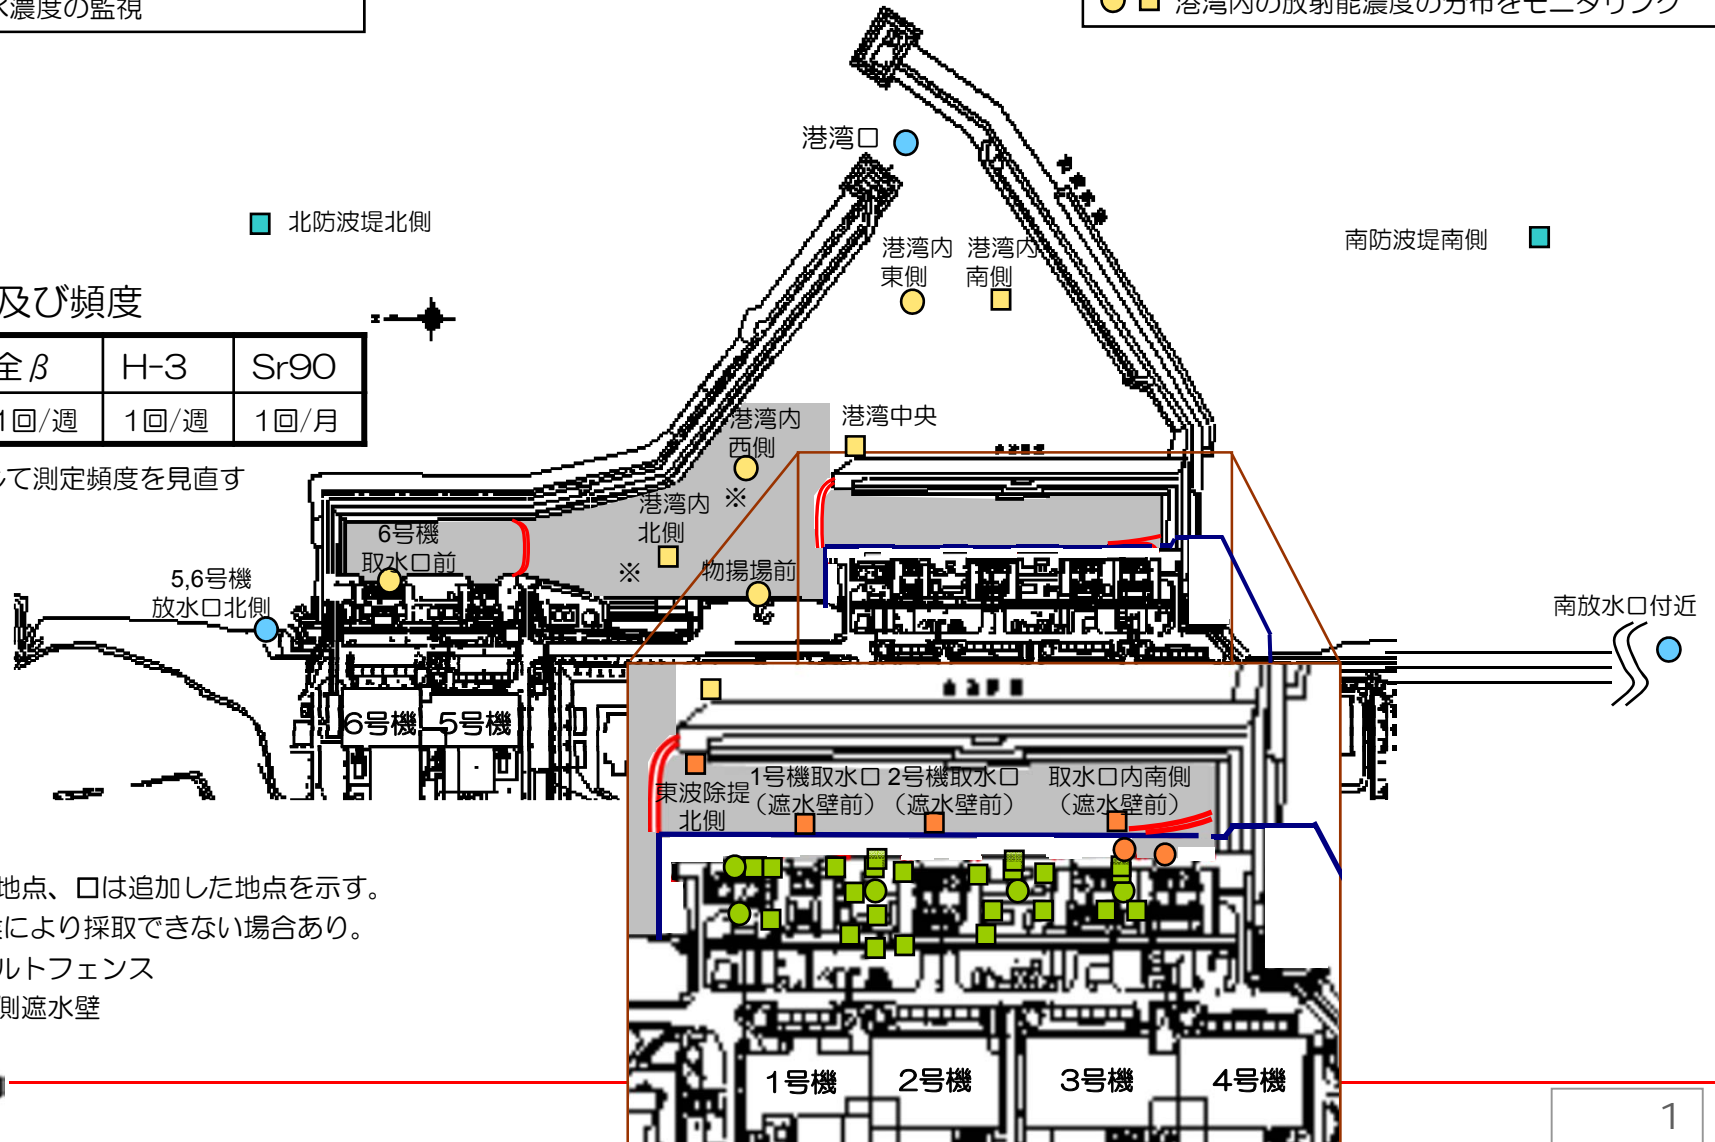 水濃度の監視
港湾内の放射能濃度の分布をモニタリング
港湾口
北防波堤北側
南防波堤南側
港湾内
東側
港湾内
南側
及び頻度
全β H-3 Sr90
1回/週 1回/週 1回/月
て測定頻度を見直す
港湾内
西側
※
港湾中央
港湾内
北側
※
6号機
取水口前
物揚場前
5,6号機
放水口北側
南放水口付近
6号機 5号機
東波除堤
北側
1号機取水口
（遮水壁前）
2号機取水口
（遮水壁前）
取水口内南側
（遮水壁前）
地点、□は追加した地点を示す。
により採取できない場合あり。
ルトフェンス
側遮水壁
1号機 2号機 3号機 4号機
1